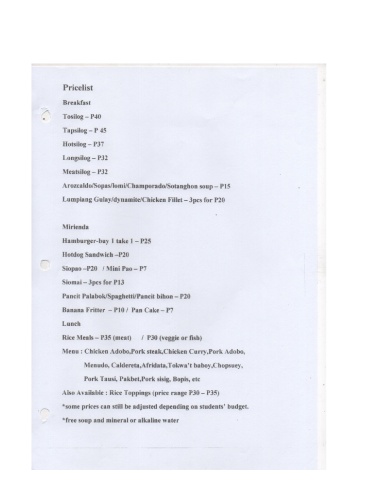 Pricelist
Breakfast
Tosilog – P40
Tapsilog – P 45
Hotsilog – P37
Longsilog – P32
Meatsilog – P32
Arozcaldo/Sopas/lomi/Champorado/Sotanghon soup – P15
Lumpiang Gulay/dynamite/Chicken Fillet – 3pcs for P20
Mirienda
Hamburger-buy 1 take 1 – P25
Hotdog Sandwich –P20
Siopao –P20 / Mini Pao – P7
Siomai – 3pcs for P13
Pancit Palabok/Spaghetti/Pancit bihon – P20
Banana Fritter – P10 / Pan Cake – P7
Lunch
Rice Meals – P35 (meat) / P30 (veggie or fish)
Menu : Chicken Adobo,Pork steak,Chicken Curry,Pork Adobo,
Menudo, Caldereta,Afridata,Tokwa't baboy,Chopsoey,
Pork Tausi, Pakbet,Pork sisig, Bopis, etc
Also Available : Rice Toppings (price range P30 – P35)
*some prices can still be adjusted depending on students' budget.
*free soup and mineral or alkaline water